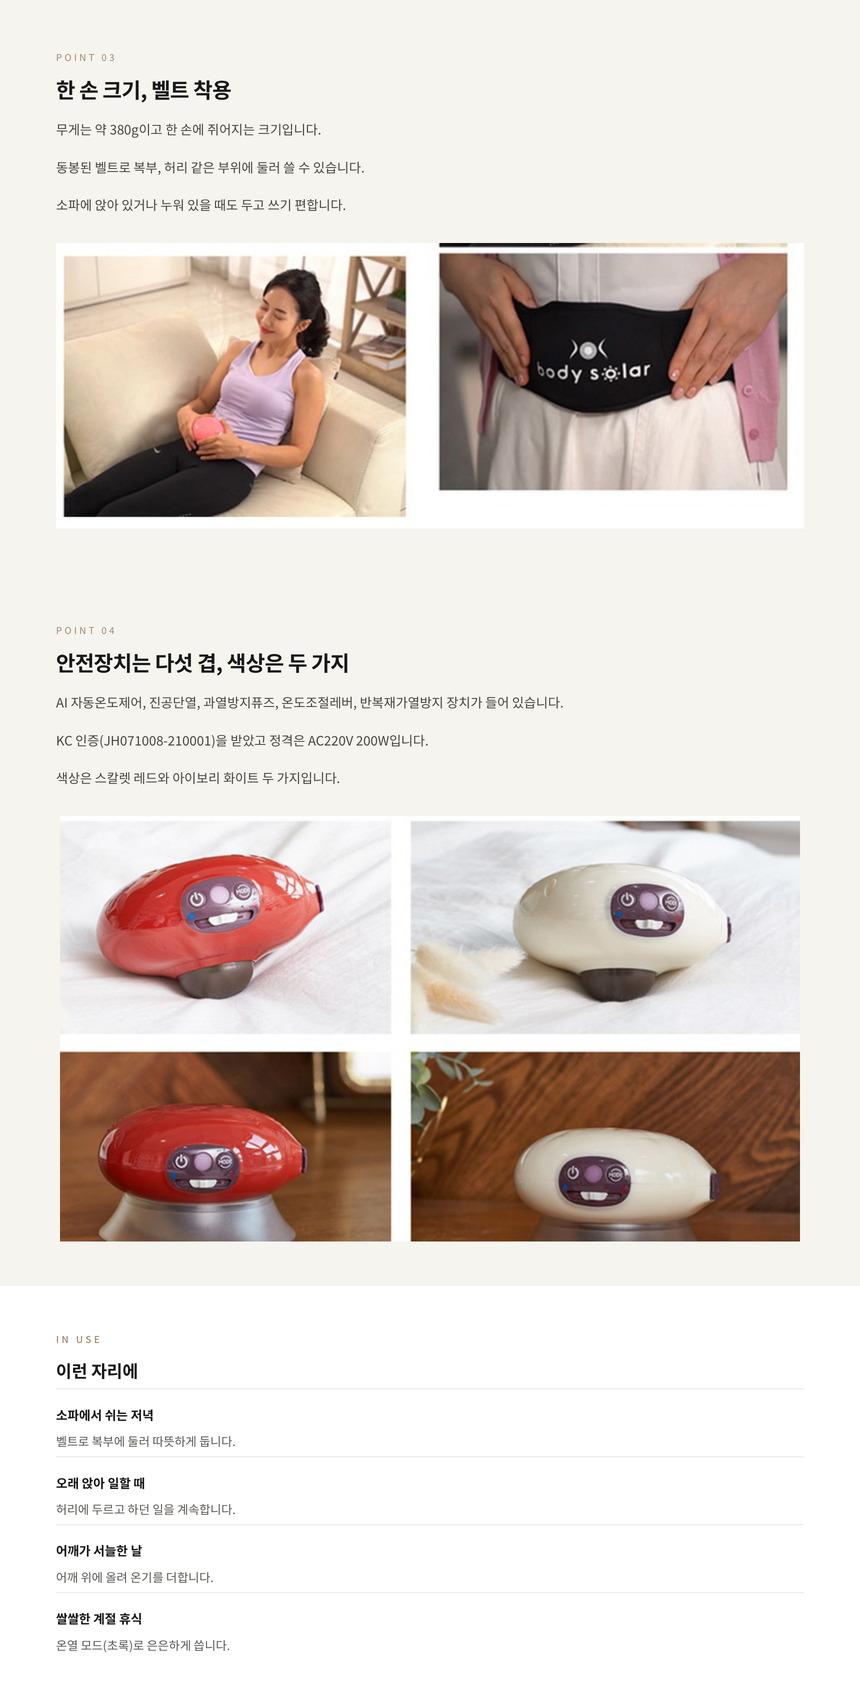 POINT 03
한 손 크기, 벨트 착용
무게는 약 380g이고 한 손에 쥐어지는 크기입니다.
동봉된 벨트로 복부, 허리 같은 부위에 둘러 쓸 수 있습니다.
소파에 앉아 있거나 누워 있을 때도 두고 쓰기 편합니다.
body solar
POINT 04
안전장치는 다섯 겹, 색상은 두 가지
AI 자동온도제어, 진공단열, 과열방지퓨즈, 온도조절레버, 반복재가열방지 장치가 들어 있습니다.
KC 인증(JH071008-210001)을 받았고 정격은 AC220V 200W입니다.
색상은 스칼렛 레드와 아이보리 화이트 두 가지입니다.
MODE
MODE
MODE
MODE
IN USE
이런 자리에
소파에서 쉬는 저녁
벨트로 복부에 둘러 따뜻하게 둡니다.
오래 앉아 일할 때
허리에 두르고 하던 일을 계속합니다.
어깨가 서늘한 날
어깨 위에 올려 온기를 더합니다.
쌀쌀한 계절 휴식
온열 모드(초록)로 은은하게 씁니다.